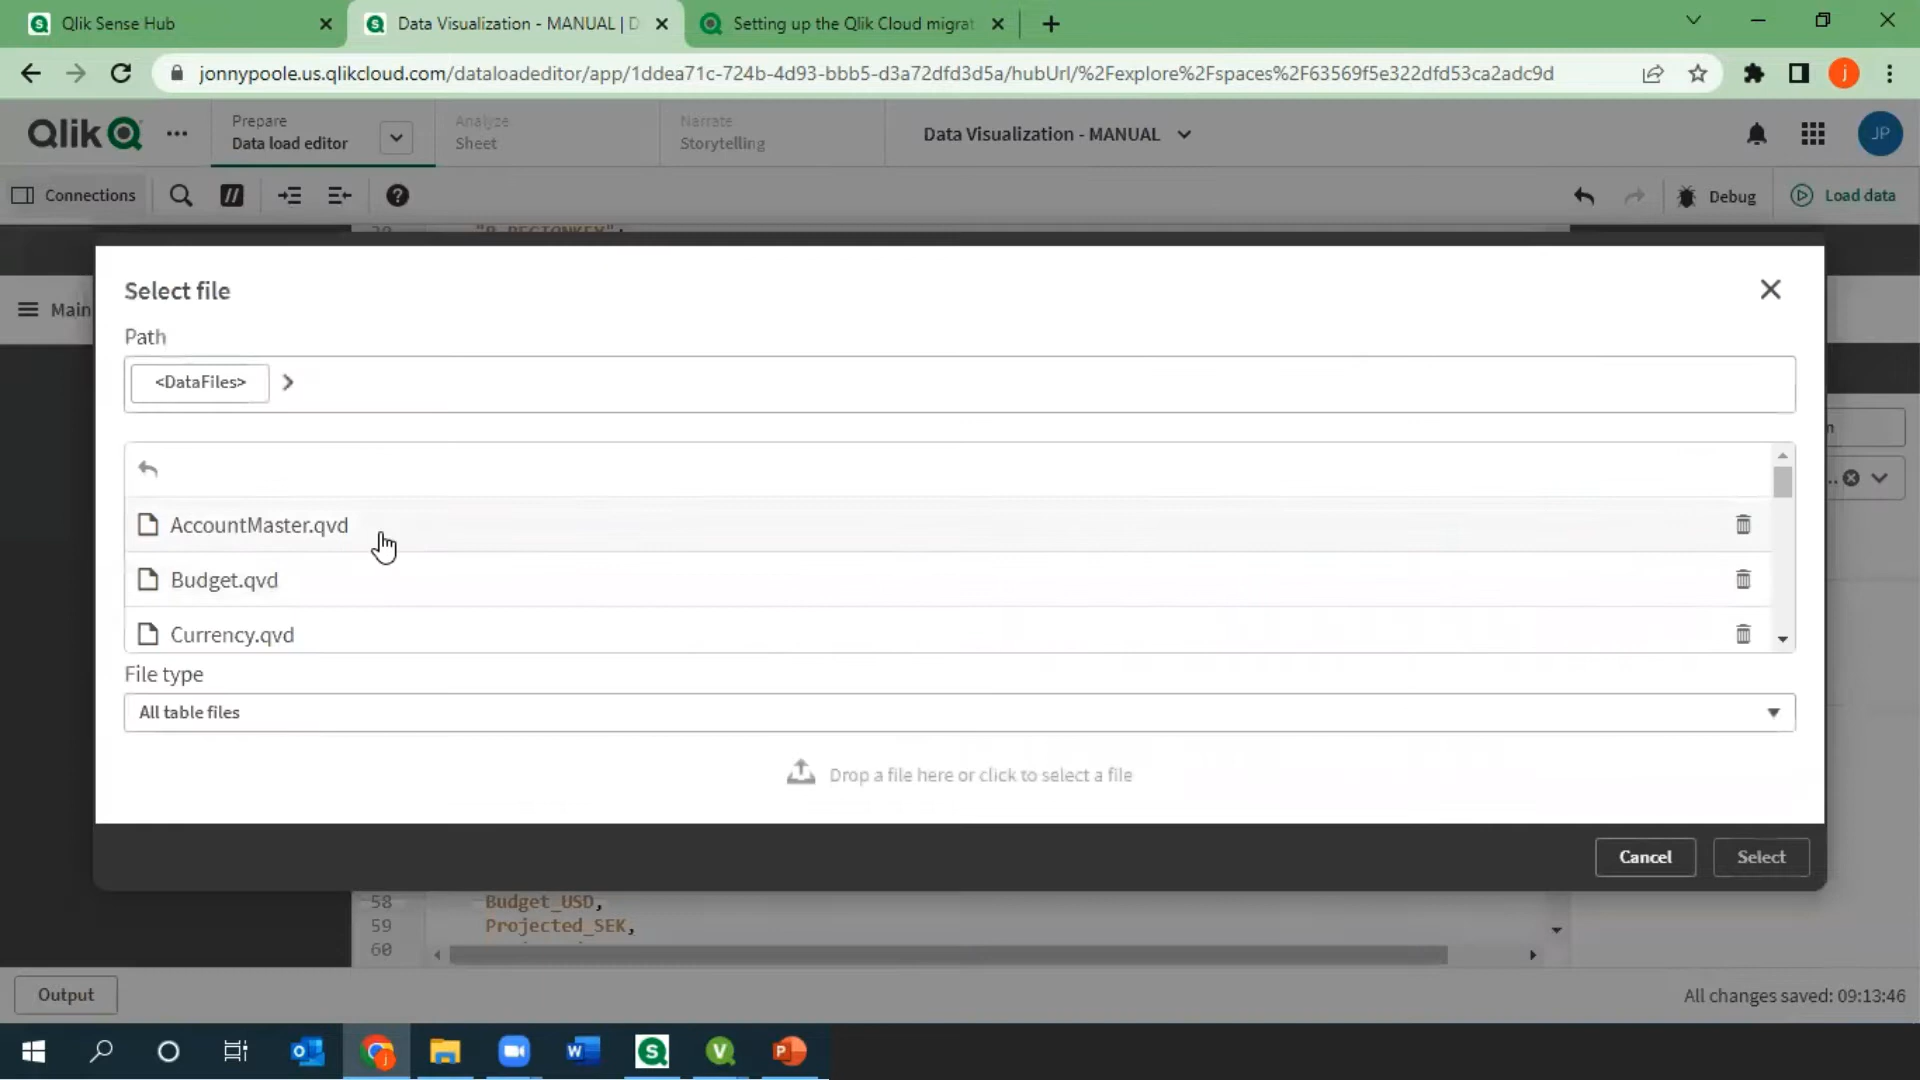 Qlik Sense Hub
Data Visualization - MANUAL | D
Setting up the Qlik Cloud migrat
jonnypoole.us.qlikcloud.com/dataloadeditor/app/1ddea71c-724b-4d93-bbb5-d3a72dfd3d5a/hubUrl/%2Fexplore%2Fspaces%2F63569f5e322dfd53ca2adc9d
j
Qlik
Prepare
Data load editor
Analyze
Sheet
Narrate
Storytelling
Data Visualization - MANUAL
JP
Connections
//
?
Debug
Load data
"R_REGIONKEY";
Main
Select file
Path
<DataFiles>
AccountMaster.qvd
Budget.qvd
Currency.qvd
File type
All table files
Drop a file here or click to select a file
Cancel
Select
58 Budget_USD,
59 Projected_SEK,
60
Output
All changes saved: 09:13:46